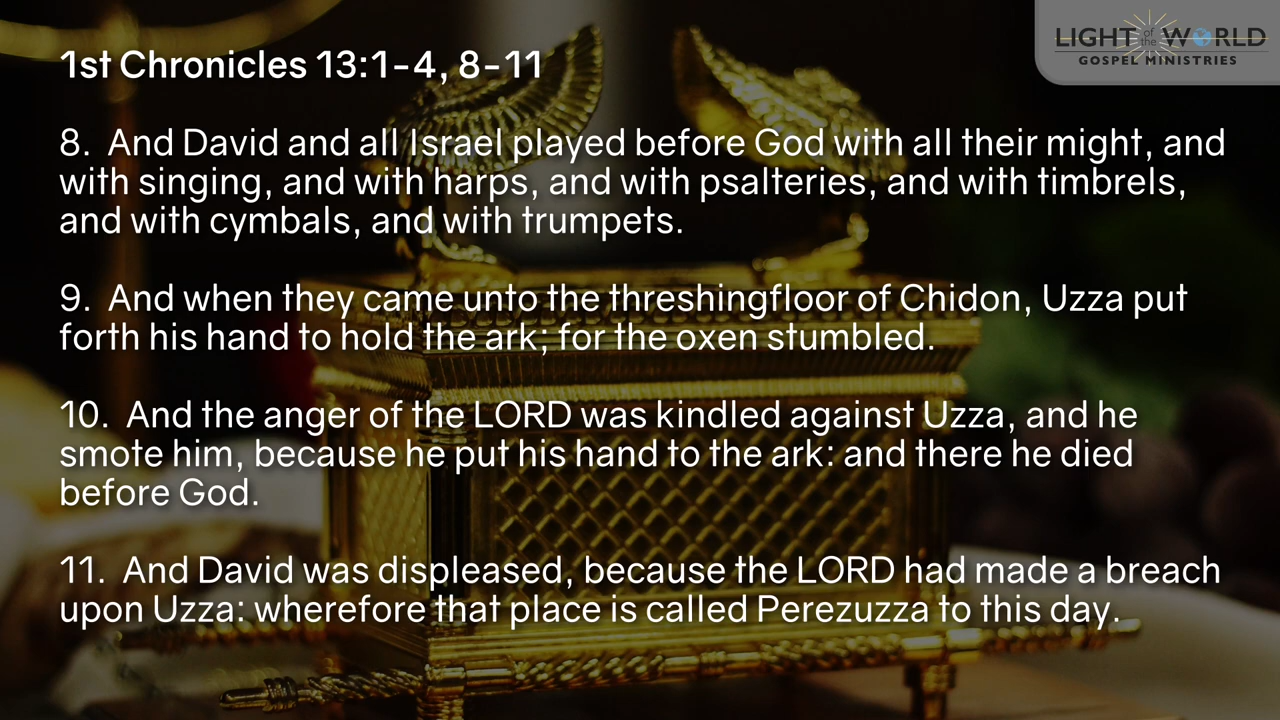 1st Chronicles 13:1-4, 8-11
LIGHT of the WORLD
GOSPEL MINISTRIES
8. And David and all Israel played before God with all their might, and
with singing, and with harps, and with psalteries, and with timbrels,
and with cymbals, and with trumpets.
9. And when they came unto the threshingfloor of Chidon, Uzza put
forth his hand to hold the ark; for the oxen stumbled.
10. And the anger of the LORD was kindled against Uzza, and he
smote him, because he put his hand to the ark: and there he died
before God.
11. And David was displeased, because the LORD had made a breach
upon Uzza: wherefore that place is called Perezuzza to this day.